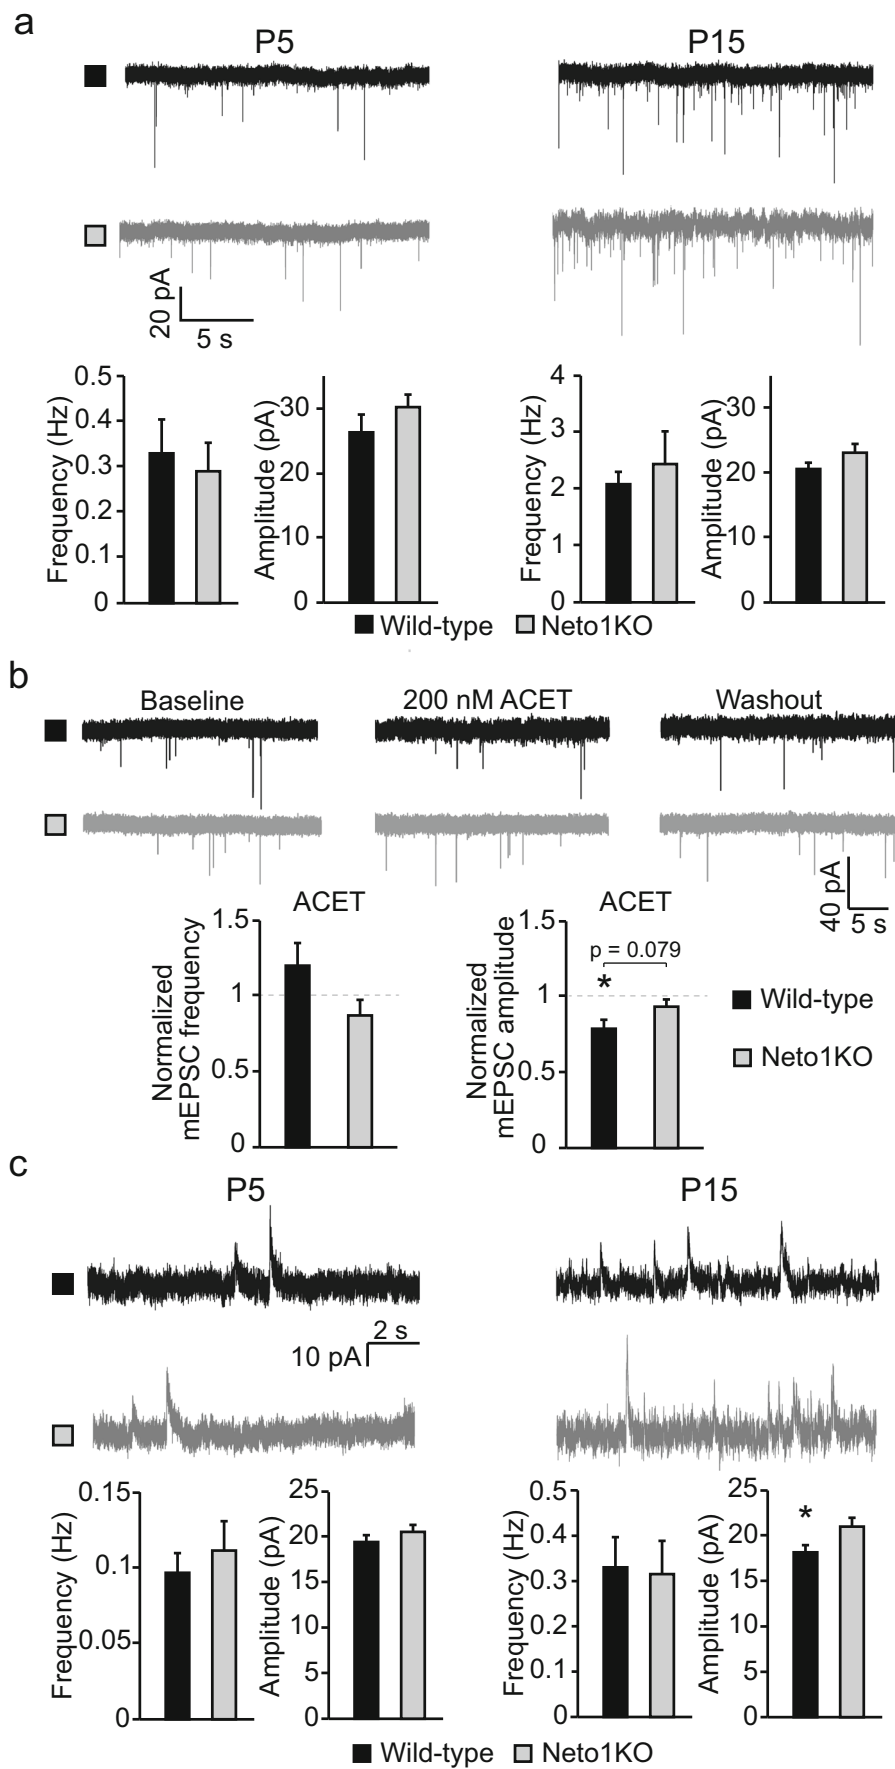 a
P5
P15
20 pA
5 s
Frequency (Hz)
0.5
0.4
0.3
0.2
0.1
0
Amplitude (pA)
30
20
10
0
Frequency (Hz)
4
3
2
1
0
Amplitude (pA)
30
20
10
0
Wild-type
Neto1KO
b
Baseline
200 nM ACET
Washout
40 pA
5 s
ACET
Normalized
mEPSC frequency
1.5
1
0.5
0
ACET
Normalized
mEPSC amplitude
1.5
1
0.5
0
p = 0.079
*
Wild-type
Neto1KO
c
P5
P15
2 s
10 pA
Frequency (Hz)
0.15
0.1
0.05
0
Amplitude (pA)
25
20
15
10
5
0
Frequency (Hz)
0.5
0.4
0.3
0.2
0.1
0
Amplitude (pA)
25
20
15
10
5
0
*
Wild-type
Neto1KO